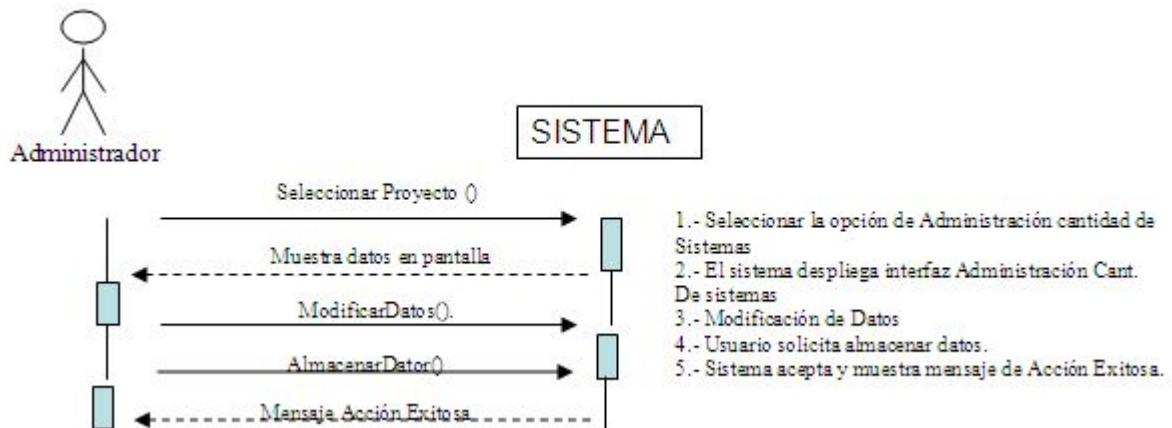 Administrador
SISTEMA
Seleccionar Proyecto ()
Muestra datos en pantalla
ModificarDatos().
AlmacenarDator()
Mensaje Acción Exitosa
1.- Seleccionar la opción de Administración cantidad de
Sistemas
2.- El sistema despliega interfaz Administración Cant.
De sistemas
3.- Modificación de Datos
4.- Usuario solicita almacenar datos.
5.- Sistema acepta y muestra mensaje de Acción Exitosa.